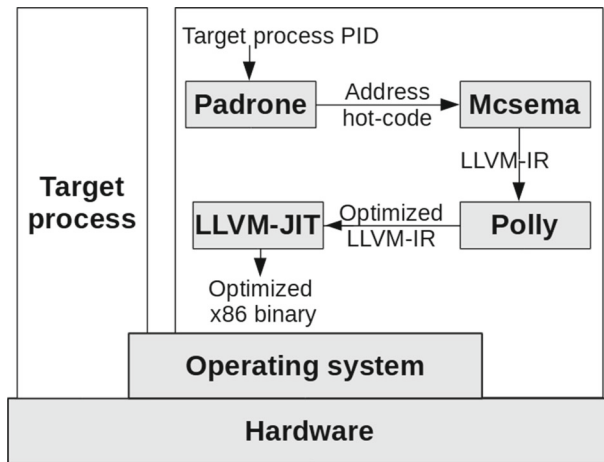 Target process PID
Padrone
Address
hot-code
Mcsema
LLVM-IR
Target
process
LLVM-JIT
Optimized
LLVM-IR
Polly
Optimized
x86 binary
Operating system
Hardware